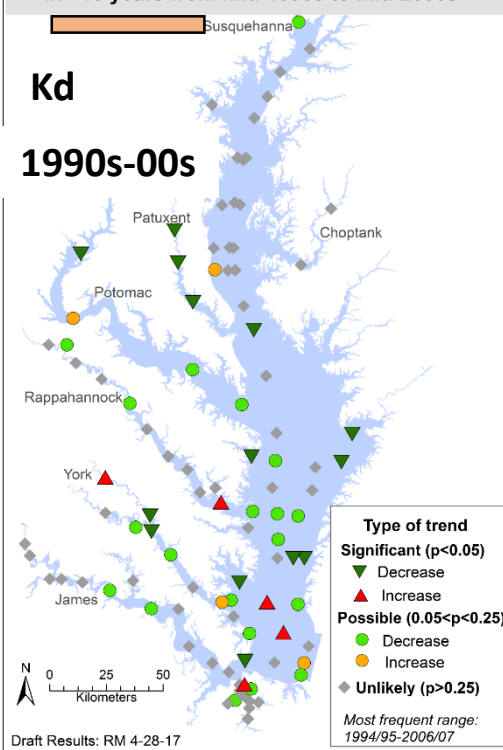 Susquehanna
Kd
1990s-00s
Patuxent
Choptank
Potomac
Rappahannock
York
James
Type of trend
Significant (p<0.05)
Decrease
Increase
Possible (0.05<p<0.25)
Decrease
Increase
Unlikely (p>0.25)
Most frequent range:
1994/95-2006/07
N
0 25 50
Kilometers
Draft Results: RM 4-28-17